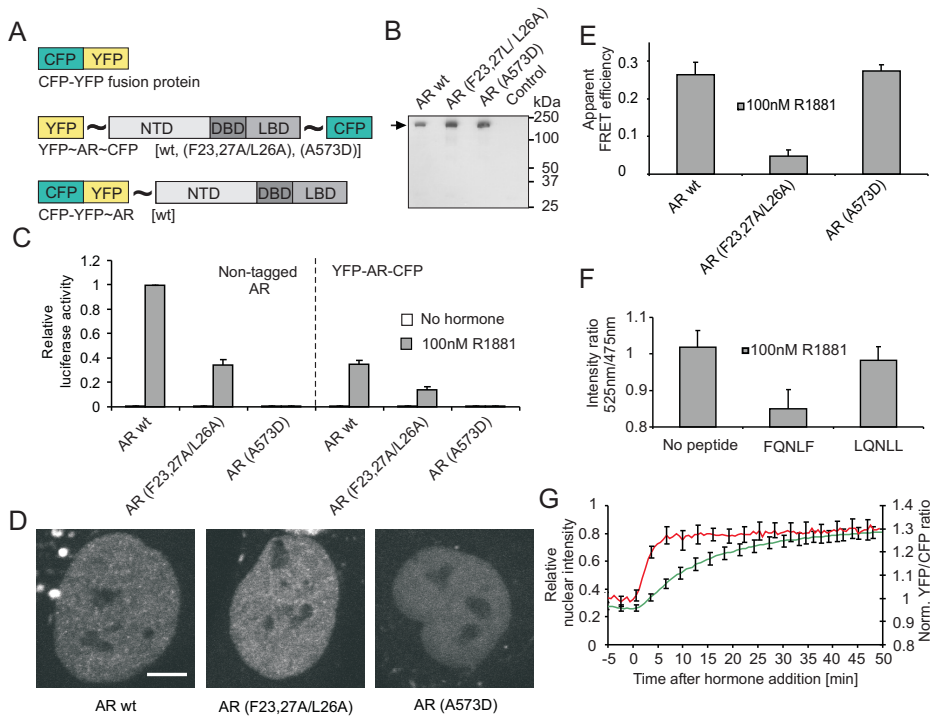 A
CFP YFP
CFP-YFP fusion protein
YFP ~ NTD DBD LBD ~ CFP
YFP~AR~CFP [wt, (F23,27A/L26A), (A573D)]
CFP YFP ~ NTD DBD LBD
CFP-YFP~AR [wt]
B
AR wt
AR (F23,27L/ L26A)
AR (A573D)
Control
kDa
250
100
50
37
25
C
Relative
luciferase activity
1.2
1
0.8
0.6
0.4
0.2
0
Non-tagged
AR
YFP-AR-CFP
No hormone
100nM R1881
AR wt
AR (F23,27A/L26A)
AR (A573D)
AR wt
AR (F23,27A/L26A)
AR (A573D)
D
AR wt
AR (F23,27A/L26A)
AR (A573D)
E
Apparent
FRET efficiency
0.3
0.2
0.1
0
100nM R1881
AR wt
AR (F23,27A/L26A)
AR (A573D)
F
Intensity ratio
525nm/475nm
1.1
1
0.9
0.8
100nM R1881
No peptide
FQNLF
LQNLL
G
Relative
nuclear intensity
1
0.8
0.6
0.4
0.2
0
1.4
1.3
1.2
1.1
1
0.9
0.8
Norm. YFP/CFP ratio
-5 0 5 10 15 20 25 30 35 40 45 50
Time after hormone addition [min]